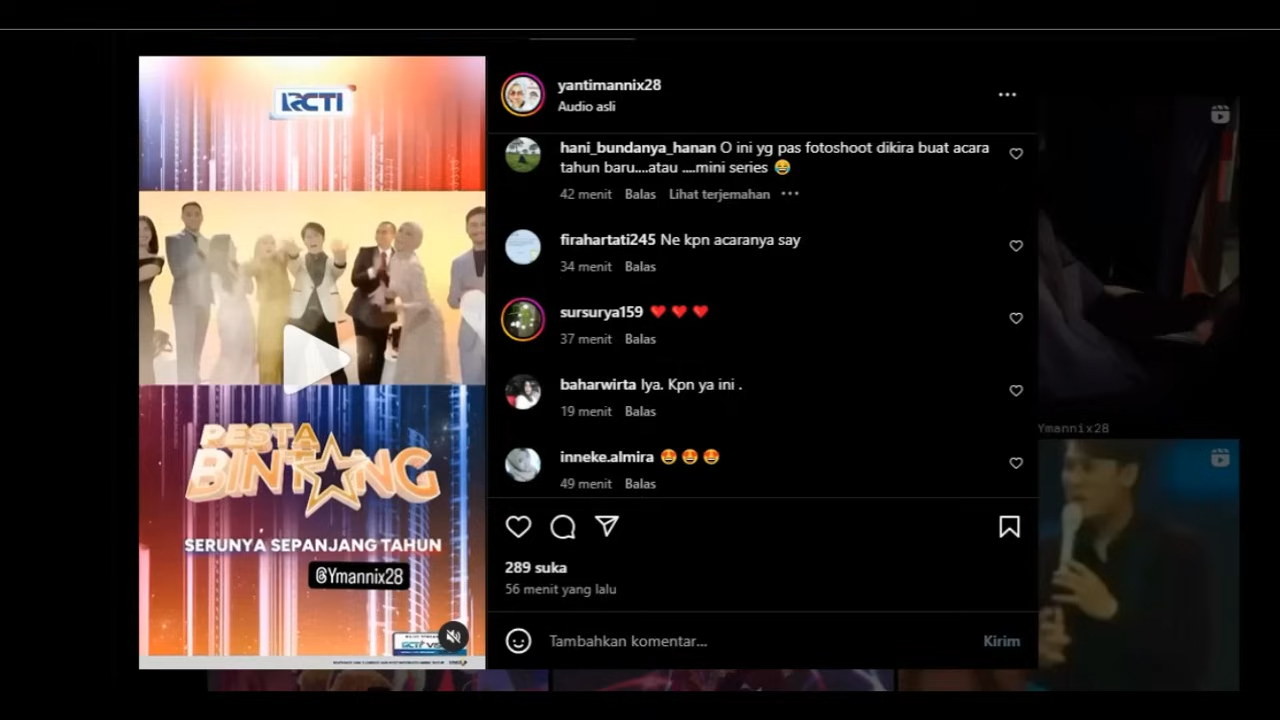 RCTI
PESTA
BINTANG
SERUNYA SEPANJANG TAHUN
@Ymannix28
yantimannix28
Audio asli
hani_bundanya_hanan O ini yg pas fotoshoot dikira buat acara
tahun baru....atau ....mini series 😂
42 menit Balas Lihat terjemahan ···
firahartati245 Ne kpn acaranya say
34 menit Balas
sursurya159 ❤️ ❤️ ❤️
37 menit Balas
baharwirta Iya. Kpn ya ini .
19 menit Balas
inneke.almira 🤩 🤩 🤩
49 menit Balas
289 suka
56 menit yang lalu
Tambahkan komentar...
Kirim
Ymannix28